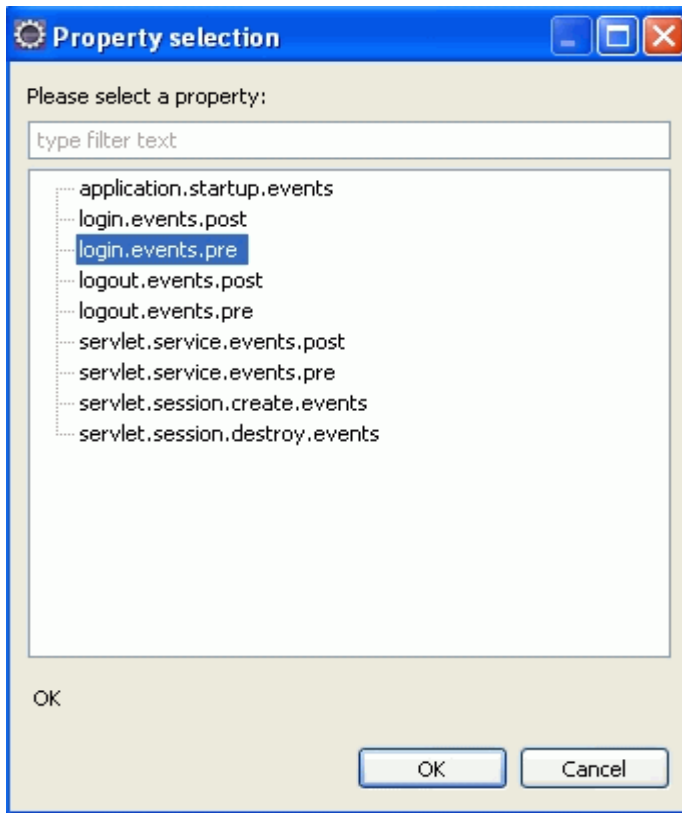 Property selection
Please select a property:
type filter text
application.startup.events
login.events.post
login.events.pre
logout.events.post
logout.events.pre
servlet.service.events.post
servlet.service.events.pre
servlet.session.create.events
servlet.session.destroy.events
OK
OK Cancel